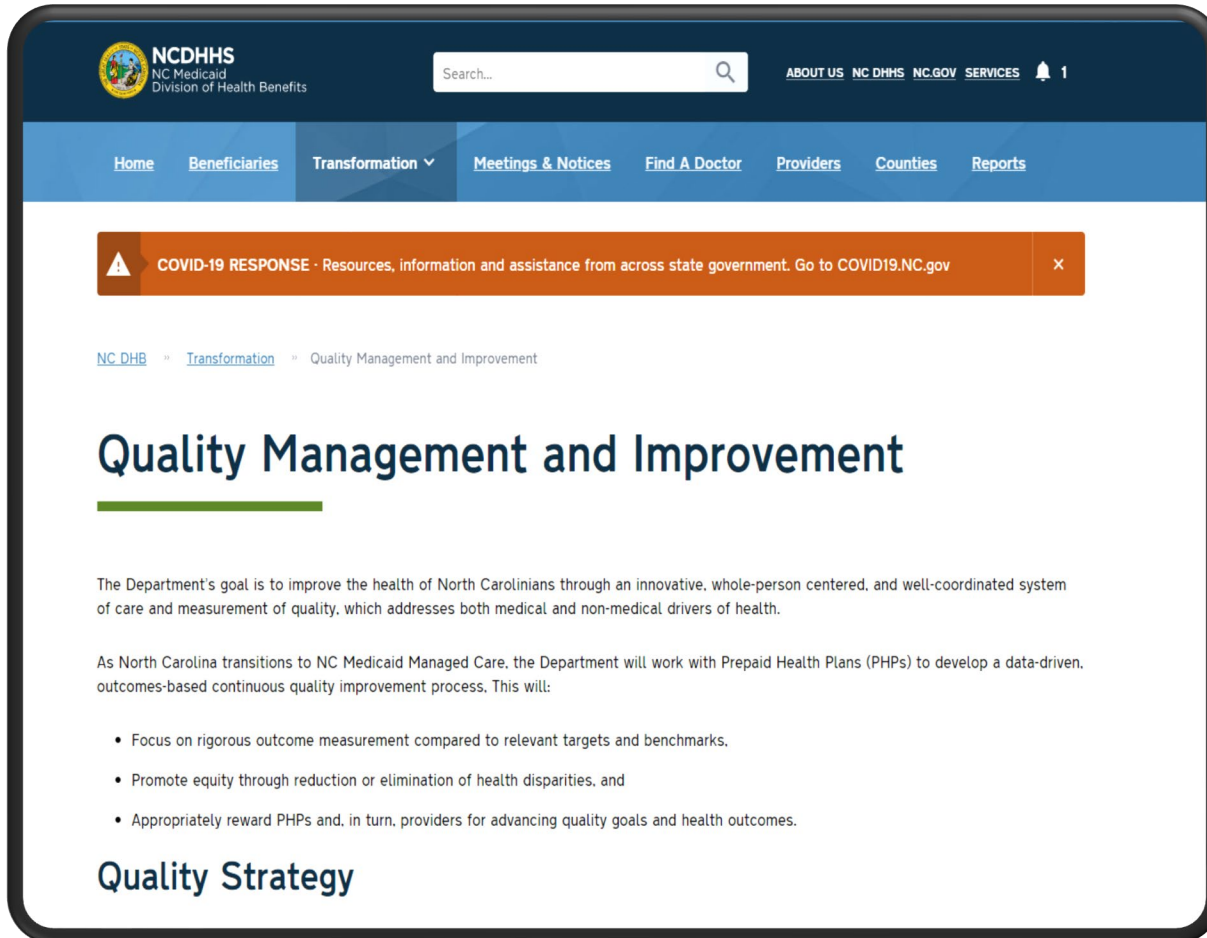 NCDHHS
NC Medicaid
Division of Health Benefits
Search...
ABOUT US NC DHHS NC.GOV SERVICES 1
Home Beneficiaries Transformation Meetings & Notices Find A Doctor Providers Counties Reports
COVID-19 RESPONSE · Resources, information and assistance from across state government. Go to COVID19.NC.gov ×
NC DHB » Transformation » Quality Management and Improvement
Quality Management and Improvement
The Department's goal is to improve the health of North Carolinians through an innovative, whole-person centered, and well-coordinated system
of care and measurement of quality, which addresses both medical and non-medical drivers of health.
As North Carolina transitions to NC Medicaid Managed Care, the Department will work with Prepaid Health Plans (PHPs) to develop a data-driven,
outcomes-based continuous quality improvement process, This will:
• Focus on rigorous outcome measurement compared to relevant targets and benchmarks,
• Promote equity through reduction or elimination of health disparities, and
• Appropriately reward PHPs and, in turn, providers for advancing quality goals and health outcomes.
Quality Strategy